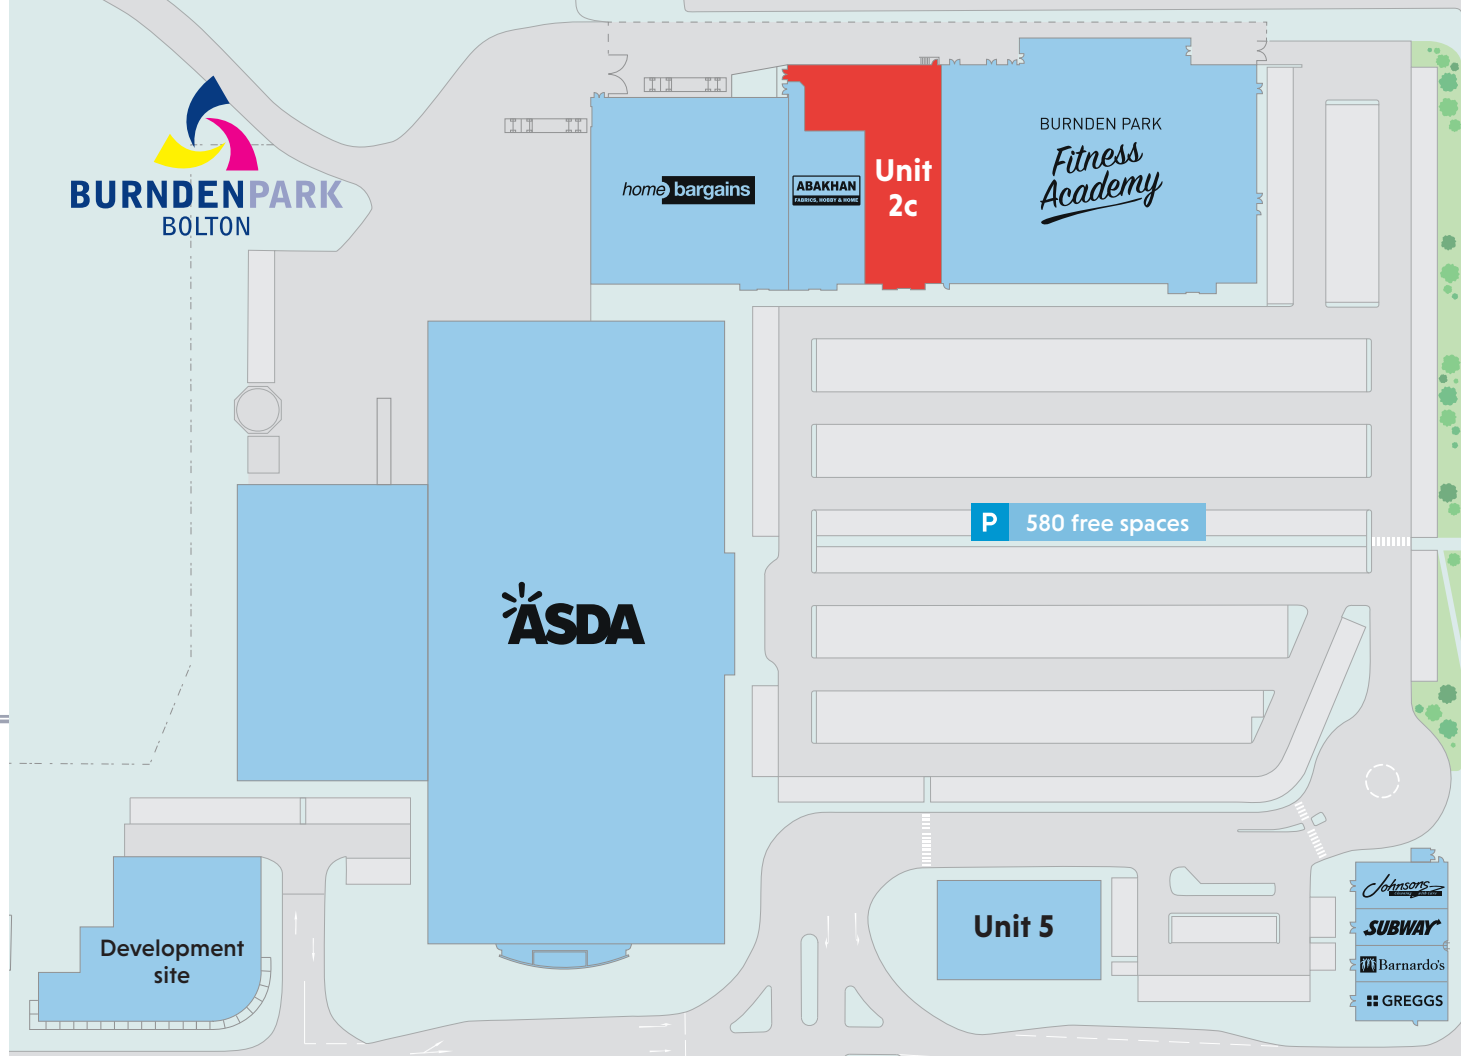 BURNDENPARK
BOLTON
home bargains
ABAKHAN
FABRICS, HOBBY & HOME
Unit
2c
BURNDEN PARK
Fitness
Academy
P 580 free spaces
ASDA
Development
site
Unit 5
Johnsons
SUBWAY
Barnardo's
GREGGS